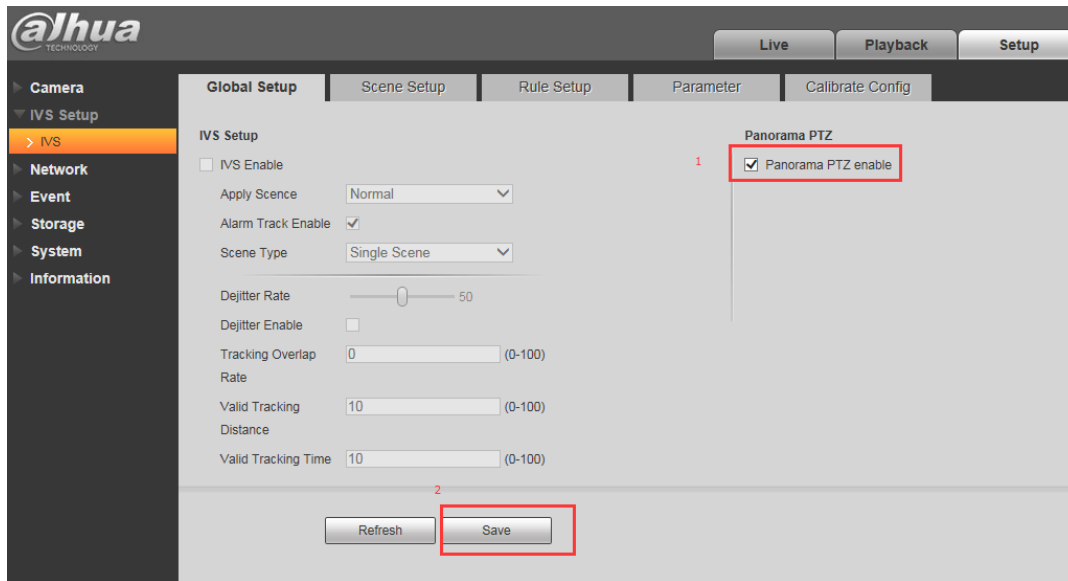 alhua
TECHNOLOGY
Live
Playback
Setup
Camera
IVS Setup
> IVS
Network
Event
Storage
System
Information
Global Setup
Scene Setup
Rule Setup
Parameter
Calibrate Config
IVS Setup
IVS Enable
Apply Scence
Normal
Alarm Track Enable
Scene Type
Single Scene
Dejitter Rate
50
Dejitter Enable
Tracking Overlap
Rate
0
(0-100)
Valid Tracking
Distance
10
(0-100)
Valid Tracking Time
10
(0-100)
Panorama PTZ
1
Panorama PTZ enable
2
Refresh
Save